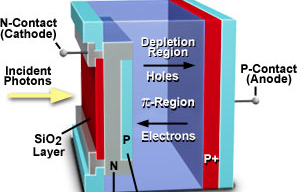 N-Contact
(Cathode)
Depletion
Region
Holes
P-Contact
(Anode)
Incident
Photons
π-Region
Electrons
SiO2
Layer
P
N
P+